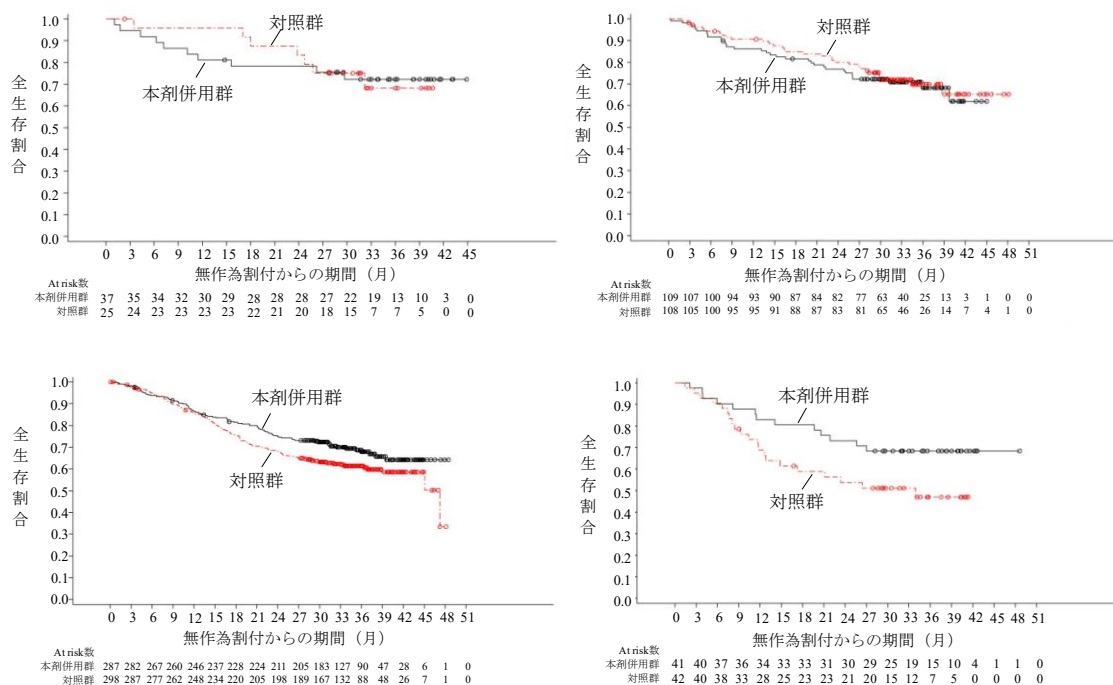 1.0
0.9
0.8
0.7
0.6
0.5
0.4
0.3
0.2
0.1
0.0
全生存割合
対照群
本剤併用群
0 3 6 9 12 15 18 21 24 27 30 33 36 39 42 45
無作為割付からの期間（月）
At risk数
本剤併用群 37 35 34 32 30 29 28 28 28 27 22 19 13 10 3 0
対照群 25 24 23 23 23 23 22 21 20 18 15 7 7 5 0 0
1.0
0.9
0.8
0.7
0.6
0.5
0.4
0.3
0.2
0.1
0.0
全生存割合
対照群
本剤併用群
0 3 6 9 12 15 18 21 24 27 30 33 36 39 42 45 48 51
無作為割付からの期間（月）
At risk数
本剤併用群 109 107 100 94 93 90 87 84 82 77 63 40 25 13 3 1 0 0
対照群 108 105 100 95 95 91 88 87 83 81 65 46 26 14 7 4 1 0
1.0
0.9
0.8
0.7
0.6
0.5
0.4
0.3
0.2
0.1
0.0
全生存割合
本剤併用群
対照群
0 3 6 9 12 15 18 21 24 27 30 33 36 39 42 45 48 51
無作為割付からの期間（月）
At risk数
本剤併用群 287 282 267 260 246 237 228 224 211 205 183 127 90 47 28 6 1 0
対照群 298 287 277 262 248 234 220 205 198 189 167 132 88 48 26 7 1 0
1.0
0.9
0.8
0.7
0.6
0.5
0.4
0.3
0.2
0.1
0.0
全生存割合
本剤併用群
対照群
0 3 6 9 12 15 18 21 24 27 30 33 36 39 42 45 48 51
無作為割付からの期間（月）
At risk数
本剤併用群 41 40 37 36 34 33 33 31 30 29 25 19 15 10 4 1 1 0
対照群 42 40 38 33 28 25 23 23 21 20 15 12 7 5 0 0 0 0